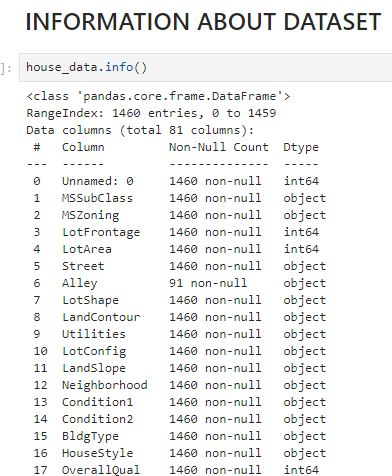 INFORMATION ABOUT DATASET
]: house_data.info()
<class 'pandas.core.frame.DataFrame'>
RangeIndex: 1460 entries, 0 to 1459
Data columns (total 81 columns):
 #   Column         Non-Null Count  Dtype
---  ------         --------------  -----
 0   Unnamed: 0     1460 non-null   int64
 1   MSSubClass     1460 non-null   object
 2   MSZoning       1460 non-null   object
 3   LotFrontage    1460 non-null   int64
 4   LotArea        1460 non-null   int64
 5   Street         1460 non-null   object
 6   Alley          91 non-null     object
 7   LotShape       1460 non-null   object
 8   LandContour    1460 non-null   object
 9   Utilities      1460 non-null   object
 10  LotConfig      1460 non-null   object
 11  LandSlope      1460 non-null   object
 12  Neighborhood   1460 non-null   object
 13  Condition1     1460 non-null   object
 14  Condition2     1460 non-null   object
 15  BldgType       1460 non-null   object
 16  HouseStyle     1460 non-null   object
 17  OverallQual    1460 non-null   int64